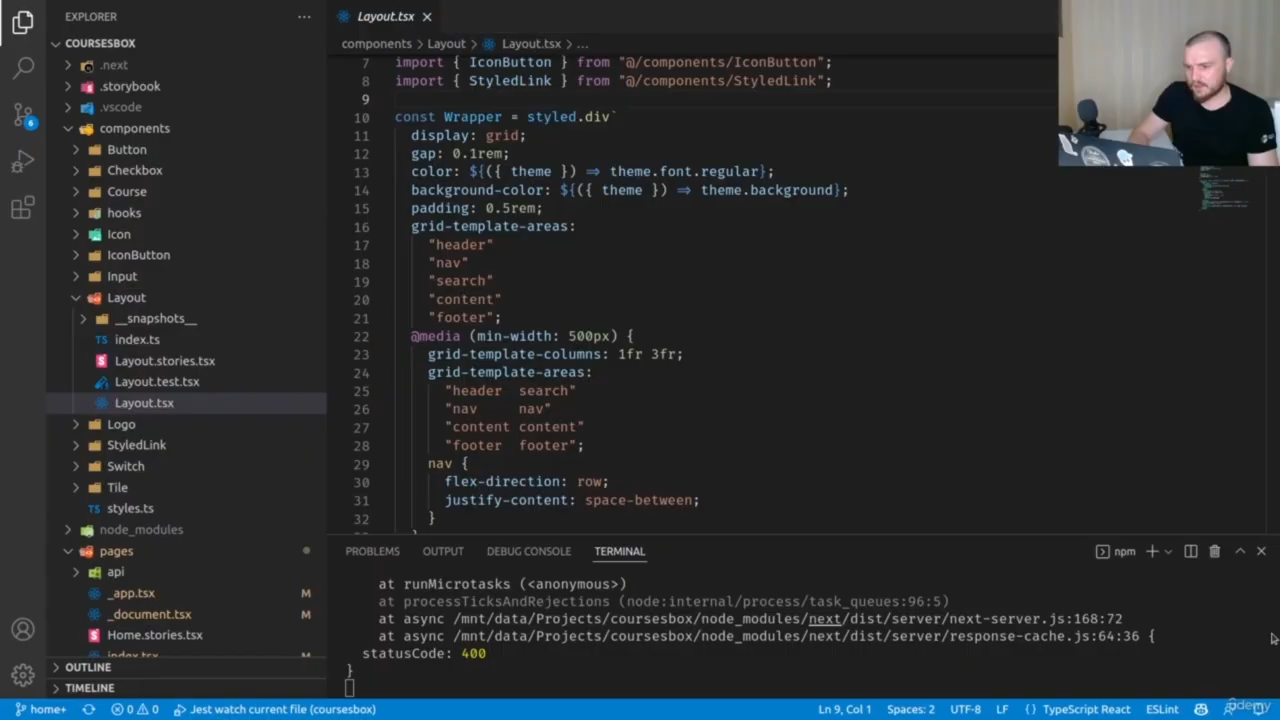 EXPLORER
COURSESBOX
.next
.storybook
.vscode
components
Button
Checkbox
Course
hooks
Icon
IconButton
Input
Layout
__snapshots__
index.ts
Layout.stories.tsx
Layout.test.tsx
Layout.tsx
Logo
StyledLink
Switch
Tile
styles.ts
node_modules
pages
api
_app.tsx M
_document.tsx M
Home.stories.tsx
index.tsx M
OUTLINE
TIMELINE
Layout.tsx
components > Layout > Layout.tsx > ...
7 import { IconButton } from "@/components/IconButton";
8 import { StyledLink } from "@/components/StyledLink";
9
10 const Wrapper = styled.div`
11 display: grid;
12 gap: 0.1rem;
13 color: ${({ theme }) => theme.font.regular};
14 background-color: ${({ theme }) => theme.background};
15 padding: 0.5rem;
16 grid-template-areas:
17 "header"
18 "nav"
19 "search"
20 "content"
21 "footer";
22 @media (min-width: 500px) {
23 grid-template-columns: 1fr 3fr;
24 grid-template-areas:
25 "header search"
26 "nav nav"
27 "content content"
28 "footer footer";
29 nav {
30 flex-direction: row;
31 justify-content: space-between;
32 }
PROBLEMS OUTPUT DEBUG CONSOLE TERMINAL npm
at runMicrotasks (<anonymous>)
at processTicksAndRejections (node:internal/process/task_queues:96:5)
at async /mnt/data/Projects/coursesbox/node_modules/next/dist/server/next-server.js:168:72
at async /mnt/data/Projects/coursesbox/node_modules/next/dist/server/response-cache.js:64:36 {
statusCode: 400
}
6
home+ 0 0 Jest watch current file (coursesbox) Ln 9, Col 1 Spaces: 2 UTF-8 LF {} TypeScript React ESLint
udemy